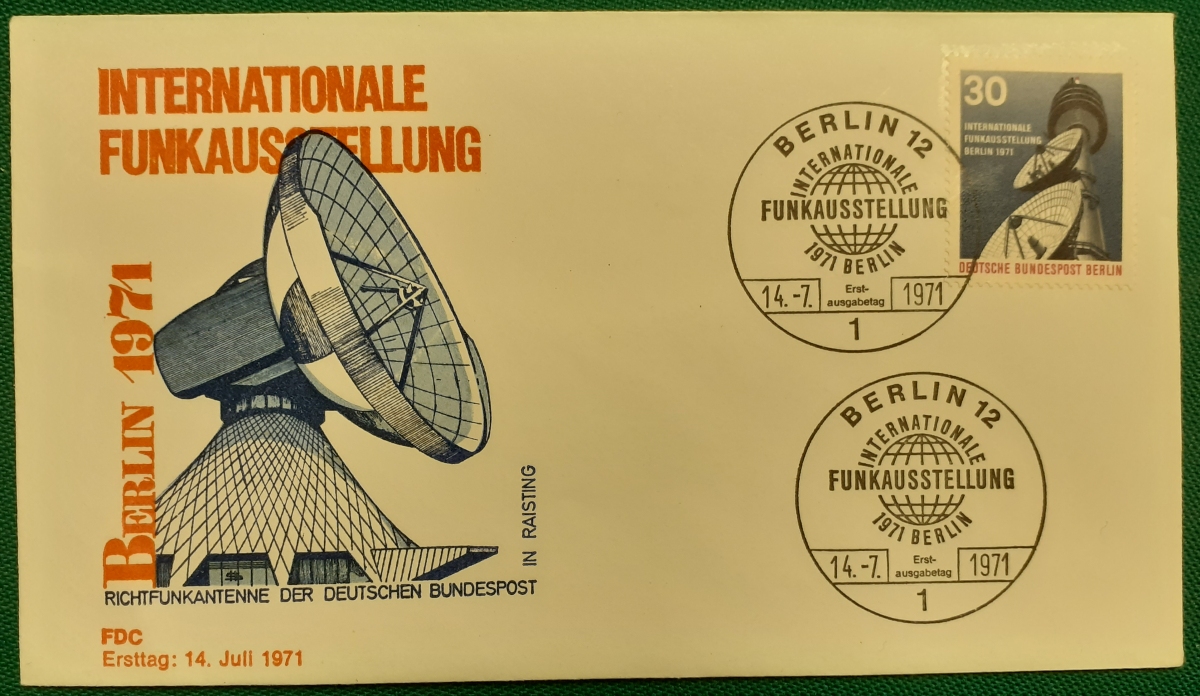 INTERNATIONALE
FUNKAUSSTELLUNG
BERLIN 1971
IN RAISTING
RICHTFUNKANTENNE DER DEUTSCHEN BUNDESPOST
FDC
Ersttag: 14. Juli 1971
30
INTERNATIONALE
FUNKAUSSTELLUNG
BERLIN 1971
DEUTSCHE BUNDESPOST BERLIN
BERLIN 12
INTERNATIONALE
FUNKAUSSTELLUNG
1971 BERLIN
14.-7. Erst- 1971
ausgabetag
1
BERLIN 12
INTERNATIONALE
FUNKAUSSTELLUNG
1971 BERLIN
14.-7. Erst- 1971
ausgabetag
1